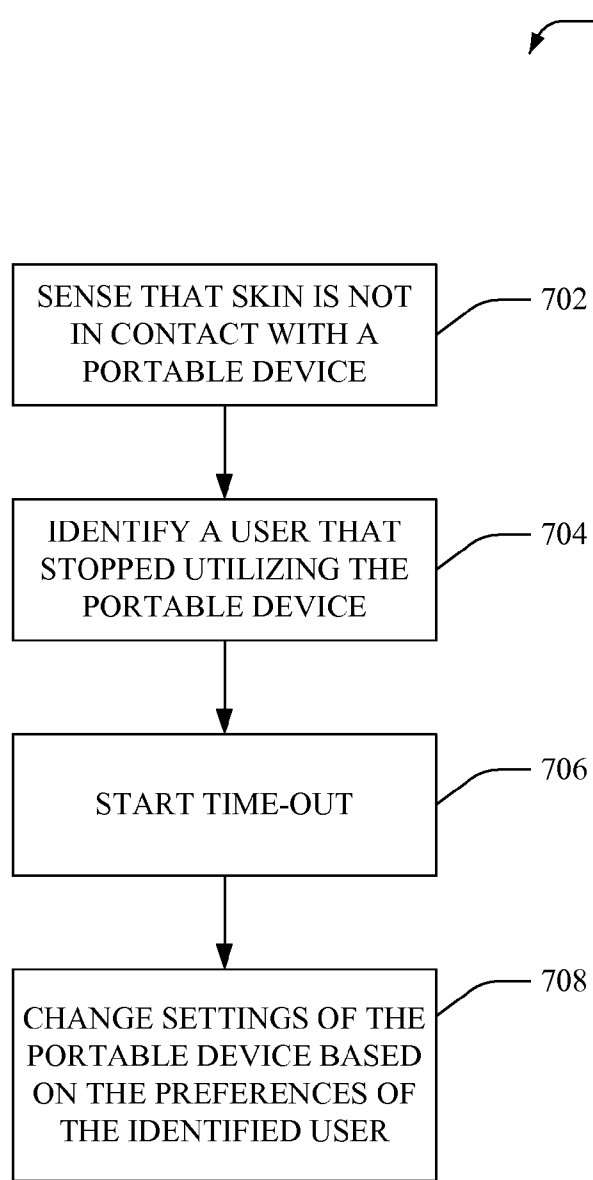 SENSE THAT SKIN IS NOT
IN CONTACT WITH A
PORTABLE DEVICE
702
IDENTIFY A USER THAT
STOPPED UTILIZING THE
PORTABLE DEVICE
704
START TIME-OUT
706
CHANGE SETTINGS OF THE
PORTABLE DEVICE BASED
ON THE PREFERENCES OF
THE IDENTIFIED USER
708